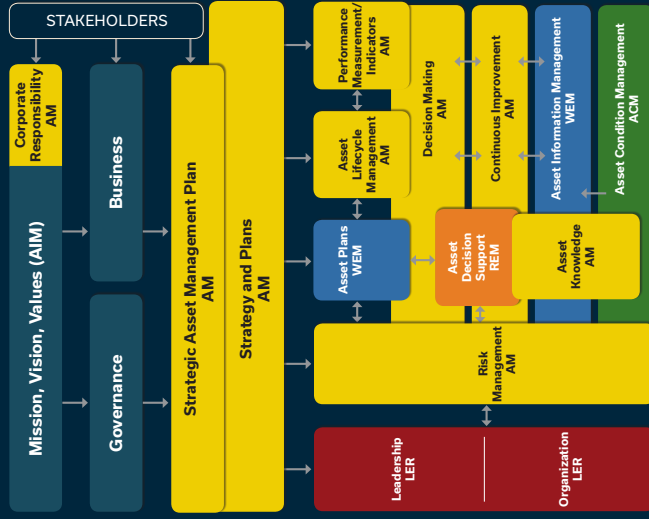 STAKEHOLDERS
Mission, Vision, Values (AIM)
Corporate
Responsibility
AM
Governance
Business
Strategic Asset Management Plan
AM
Strategy and Plans
AM
Leadership
LER
Organization
LER
Risk
Management
AM
Asset Plans
WEM
Asset
Lifecycle
Management
AM
Performance
Measurement/
Indicators
AM
Decision Making
AM
Asset
Decision
Support
REM
Continuous Improvement
AM
Asset
Knowledge
AM
Asset Information Management
WEM
Asset Condition Management
ACM